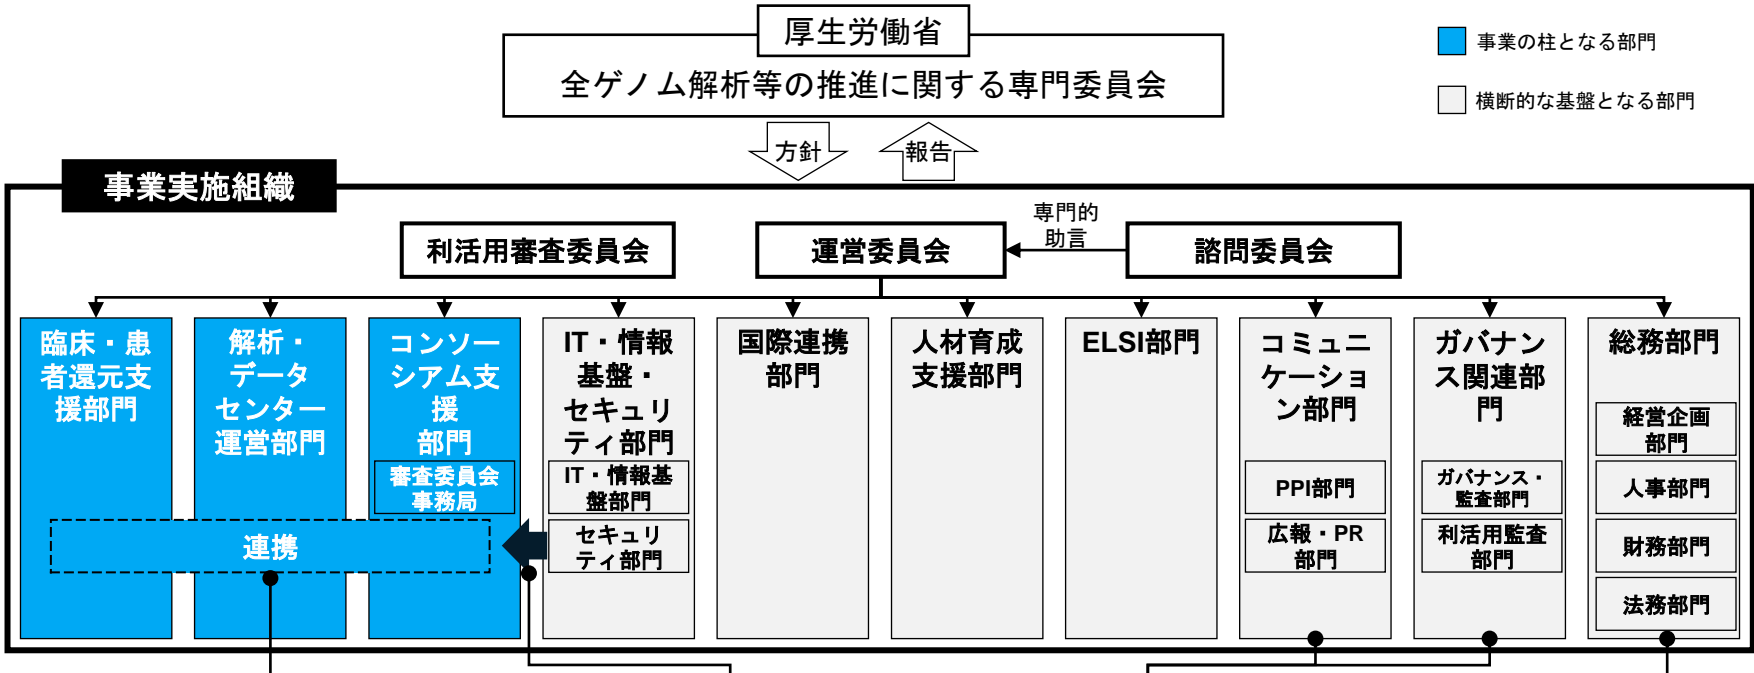 厚生労働省
全ゲノム解析等の推進に関する専門委員会
事業の柱となる部門
横断的な基盤となる部門
方針
報告
事業実施組織
利活用審査委員会
運営委員会
専門的
助言
諮問委員会
臨床・患
者還元支
援部門
解析・
データ
センター
運営部門
コンソー
シアム支
援
部門
審査委員会
事務局
連携
IT・情報
基盤・
セキュリ
ティ部門
IT・情報基
盤部門
セキュリ
ティ部門
国際連携
部門
人材育成
支援部門
ELSI部門
コミュニ
ケーショ
ン部門
PPI部門
広報・PR
部門
ガバナン
ス関連部
門
ガバナンス・
監査部門
利活用監査
部門
総務部門
経営企画
部門
人事部門
財務部門
法務部門